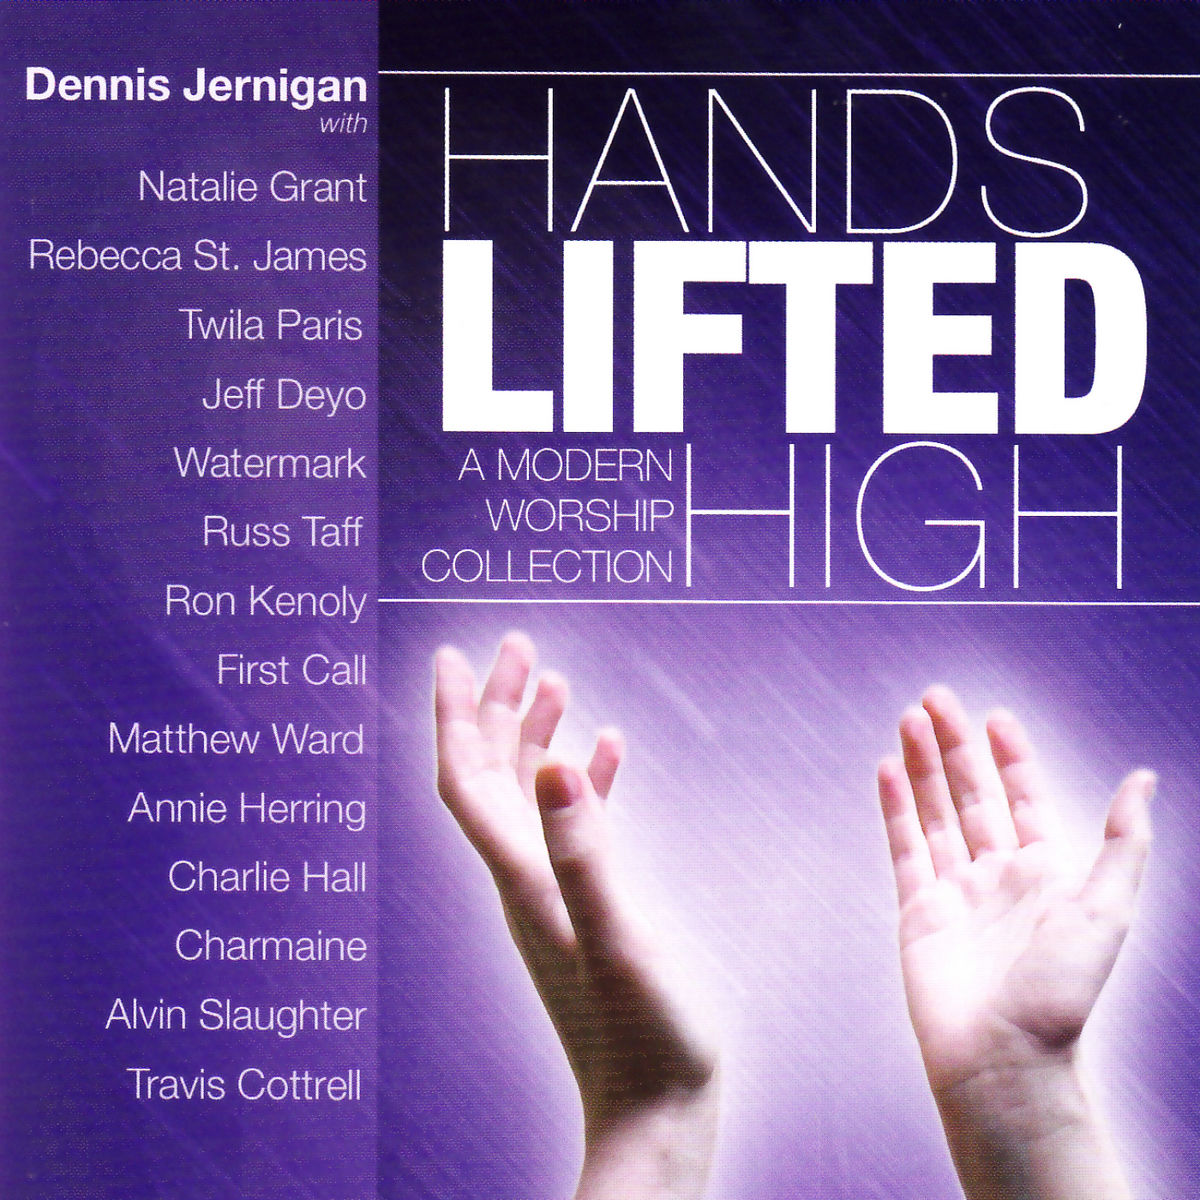 Dennis Jernigan
with
Natalie Grant
Rebecca St. James
Twila Paris
Jeff Deyo
Watermark
Russ Taff
Ron Kenoly
First Call
Matthew Ward
Annie Herring
Charlie Hall
Charmaine
Alvin Slaughter
Travis Cottrell
HANDS
LIFTED
HIGH
A MODERN
WORSHIP
COLLECTION